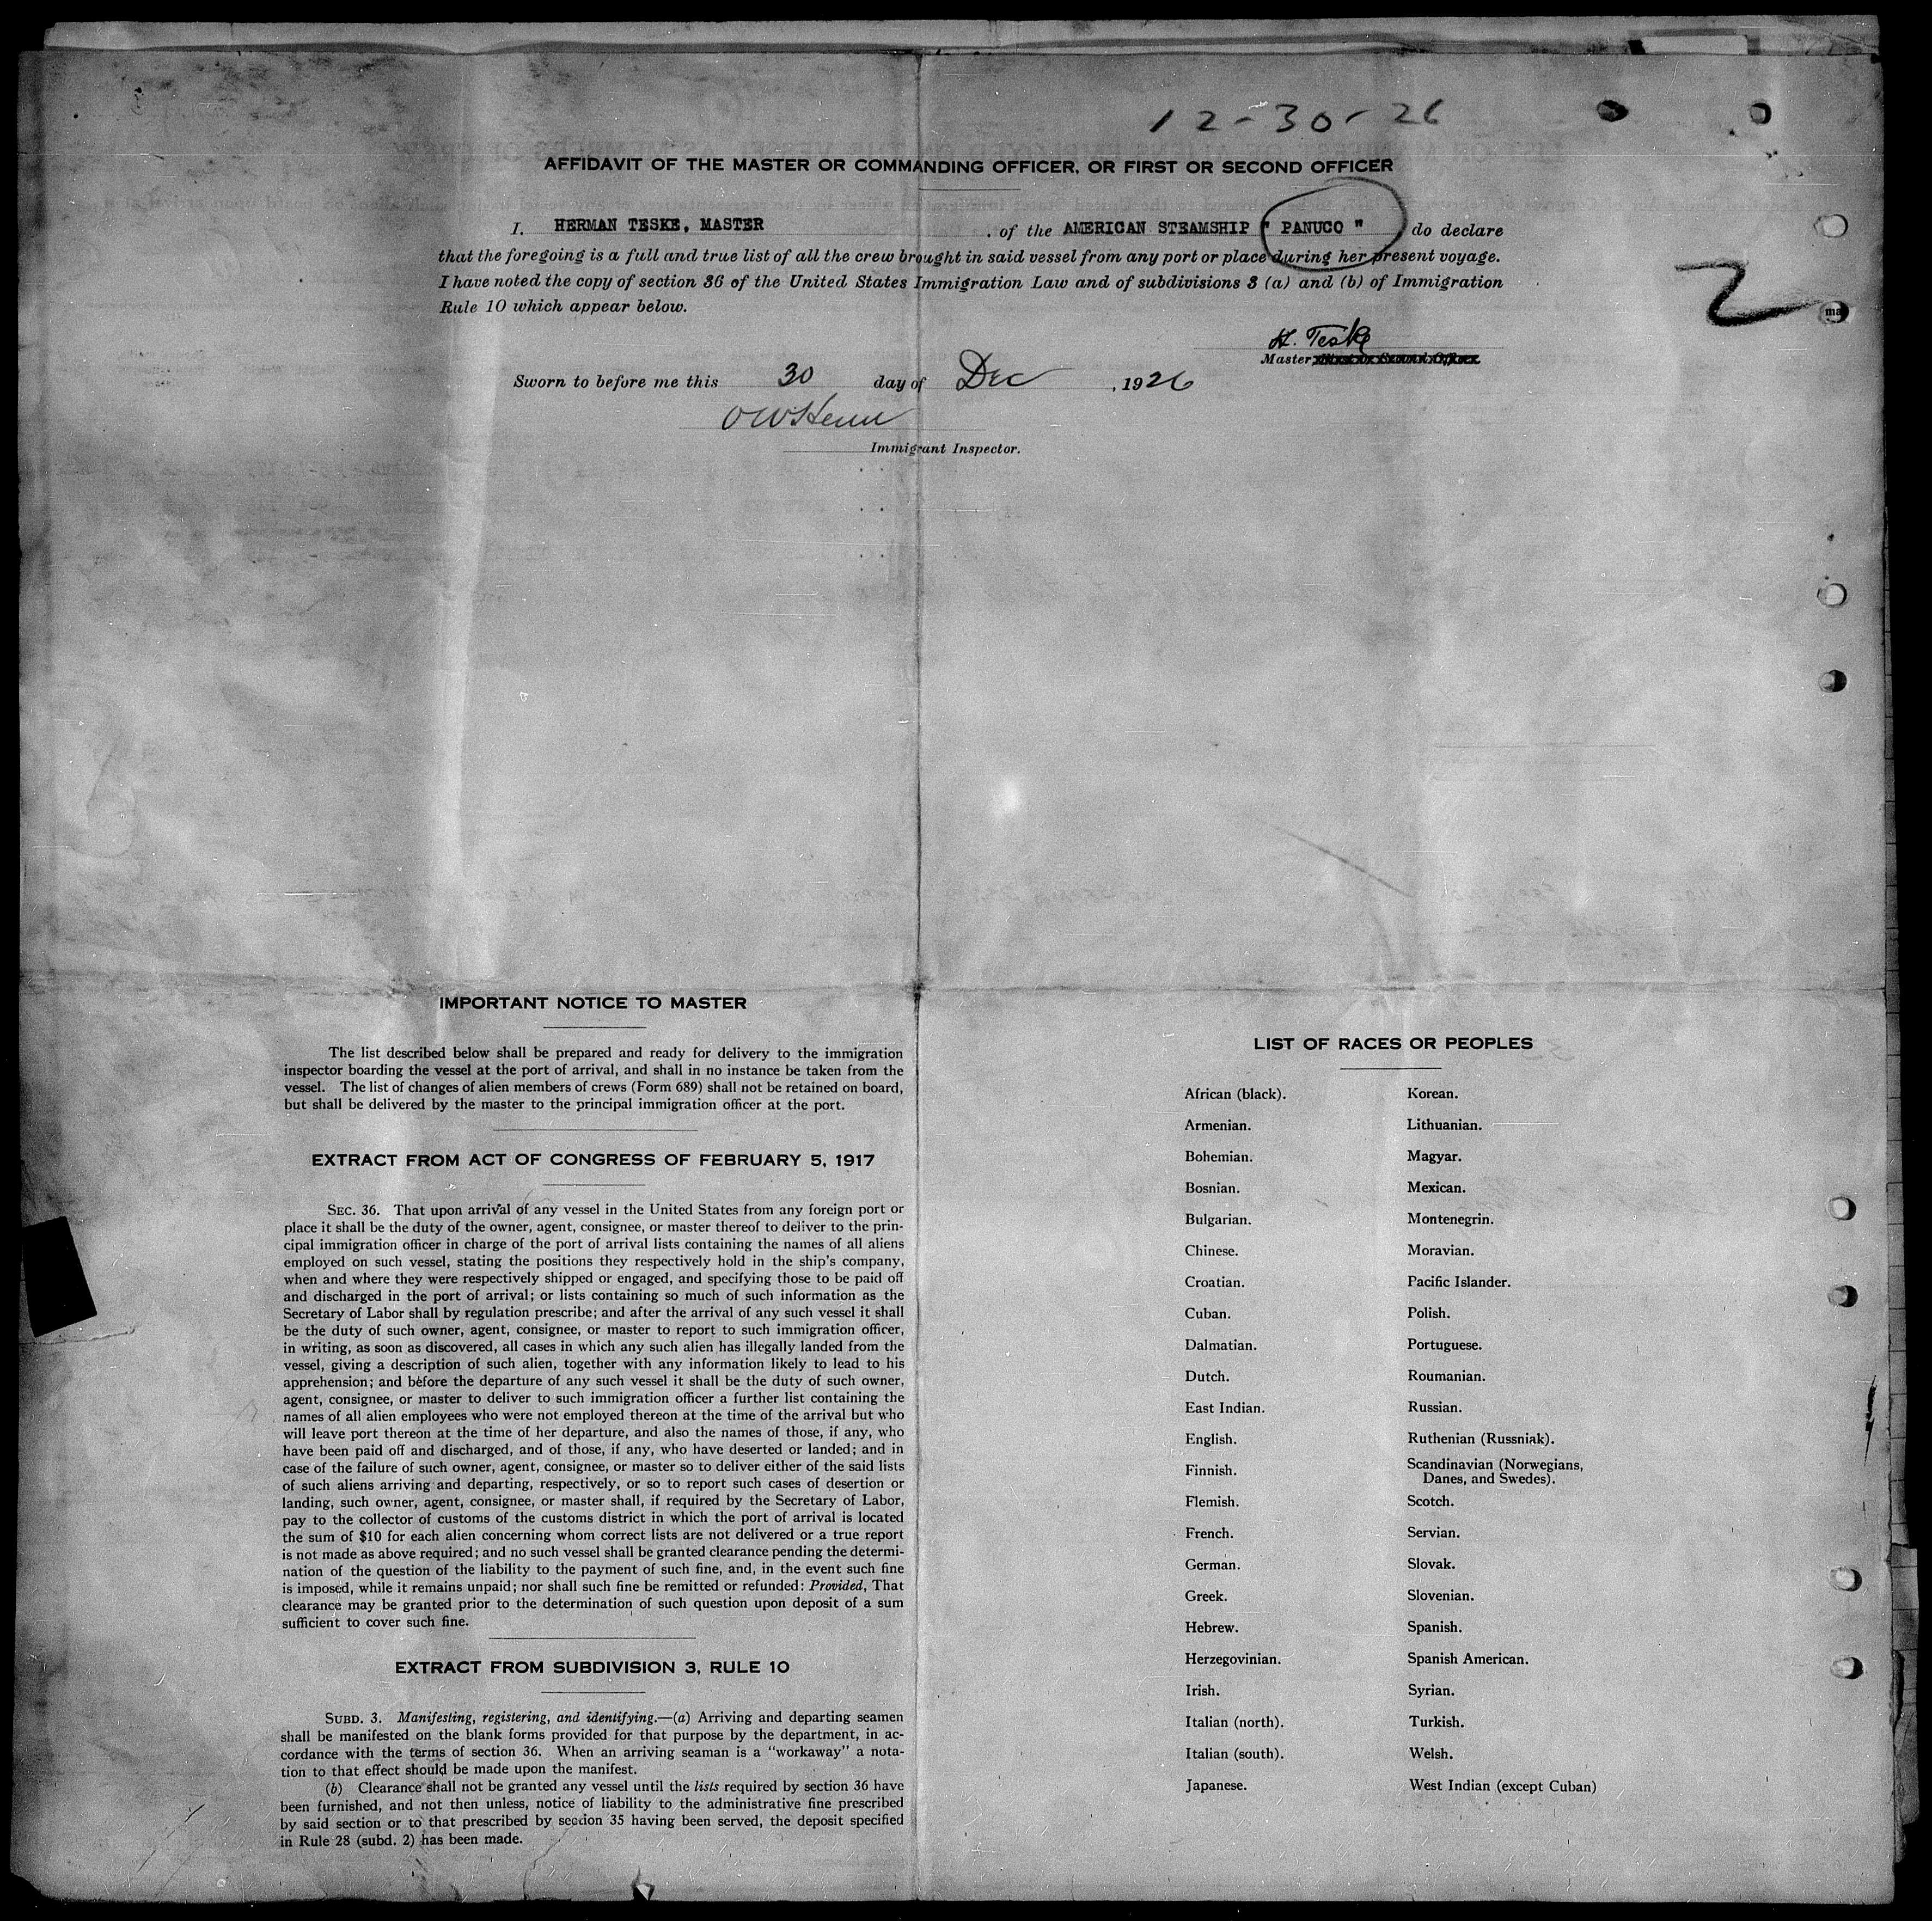 12-30-26
AFFIDAVIT OF THE MASTER OR COMMANDING OFFICER, OR FIRST OR SECOND OFFICER
I, HERMAN TESKE, MASTER, of the AMERICAN STEAMSHIP " PANUCO " do declare
that the foregoing is a full and true list of all the crew brought in said vessel from any port or place during her present voyage.
I have noted the copy of section 36 of the United States Immigration Law and of subdivisions 3 (a) and (b) of Immigration
Rule 10 which appear below.
2
H. Teske
Master
Sworn to before me this 30 day of Dec, 1926
Immigrant Inspector.
IMPORTANT NOTICE TO MASTER
The list described below shall be prepared and ready for delivery to the immigration
inspector boarding the vessel at the port of arrival, and shall in no instance be taken from the
vessel. The list of changes of alien members of crews (Form 689) shall not be retained on board,
but shall be delivered by the master to the principal immigration officer at the port.
EXTRACT FROM ACT OF CONGRESS OF FEBRUARY 5, 1917
SEC. 36. That upon arrival of any vessel in the United States from any foreign port or
place it shall be the duty of the owner, agent, consignee, or master thereof to deliver to the prin-
cipal immigration officer in charge of the port of arrival lists containing the names of all aliens
employed on such vessel, stating the positions they respectively hold in the ship's company,
when and where they were respectively shipped or engaged, and specifying those to be paid off
and discharged in the port of arrival; or lists containing so much of such information as the
Secretary of Labor shall by regulation prescribe; and after the arrival of any such vessel it shall
be the duty of such owner, agent, consignee, or master to report to such immigration officer,
in writing, as soon as discovered, all cases in which any such alien has illegally landed from the
vessel, giving a description of such alien, together with any information likely to lead to his
apprehension; and before the departure of any such vessel it shall be the duty of such owner,
agent, consignee, or master to deliver to such immigration officer a further list containing the
names of all alien employees who were not employed thereon at the time of the arrival but who
will leave port thereon at the time of her departure, and also the names of those, if any, who
have been paid off and discharged, and of those, if any, who have deserted or landed; and in
case of the failure of such owner, agent, consignee, or master so to deliver either of the said lists
of such aliens arriving and departing, respectively, or so to report such cases of desertion or
landing, such owner, agent, consignee, or master shall, if required by the Secretary of Labor,
pay to the collector of customs of the customs district in which the port of arrival is located
the sum of $10 for each alien concerning whom correct lists are not delivered or a true report
is not made as above required; and no such vessel shall be granted clearance pending the determi-
nation of the question of the liability to the payment of such fine, and, in the event such fine
is imposed, while it remains unpaid; nor shall such fine be remitted or refunded: Provided, That
clearance may be granted prior to the determination of such question upon deposit of a sum
sufficient to cover such fine.
EXTRACT FROM SUBDIVISION 3, RULE 10
SUBD. 3. Manifesting, registering, and identifying.—(a) Arriving and departing seamen
shall be manifested on the blank forms provided for that purpose by the department, in ac-
cordance with the terms of section 36. When an arriving seaman is a "workaway" a nota-
tion to that effect should be made upon the manifest.
(b) Clearance shall not be granted any vessel until the lists required by section 36 have
been furnished, and not then unless, notice of liability to the administrative fine prescribed
by said section or to that prescribed by section 35 having been served, the deposit specified
in Rule 28 (subd. 2) has been made.
LIST OF RACES OR PEOPLES
African (black).
Armenian.
Bohemian.
Bosnian.
Bulgarian.
Chinese.
Croatian.
Cuban.
Dalmatian.
Dutch.
East Indian.
English.
Finnish.
Flemish.
French.
German.
Greek.
Hebrew.
Herzegovinian.
Irish.
Italian (north).
Italian (south).
Japanese.
Korean.
Lithuanian.
Magyar.
Mexican.
Montenegrin.
Moravian.
Pacific Islander.
Polish.
Portuguese.
Roumanian.
Russian.
Ruthenian (Russniak).
Scandinavian (Norwegians,
Danes, and Swedes).
Scotch.
Servian.
Slovak.
Slovenian.
Spanish.
Spanish American.
Syrian.
Turkish.
Welsh.
West Indian (except Cuban)